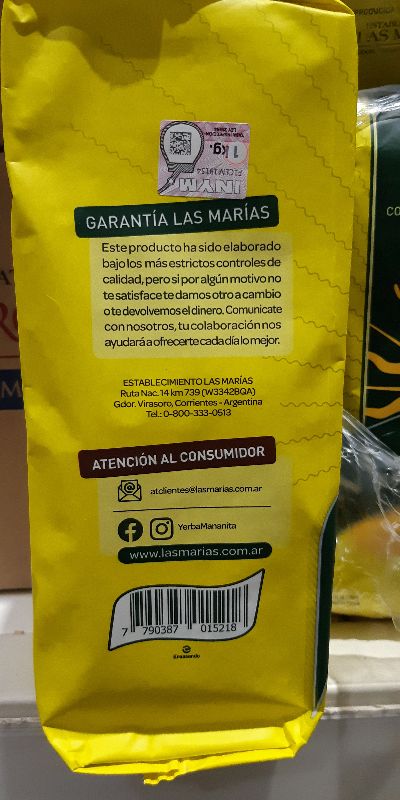 INYM
1 kg.
GARANTÍA LAS MARÍAS
Este producto ha sido elaborado
bajo los más estrictos controles de
calidad, pero si por algún motivo no
te satisface te damos otro a cambio
o te devolvemos el dinero. Comunicate
con nosotros, tu colaboración nos
ayudará a ofrecerte cada día lo mejor.
ESTABLECIMIENTO LAS MARÍAS
Ruta Nac. 14 km 739 (W3342BQA)
Gdor. Virasoro, Corrientes - Argentina
Tel.: 0-800-333-0513
ATENCIÓN AL CONSUMIDOR
atclientes@lasmarias.com.ar
YerbaMananita
www.lasmarias.com.ar
7 790387 015218
LAS M
CO